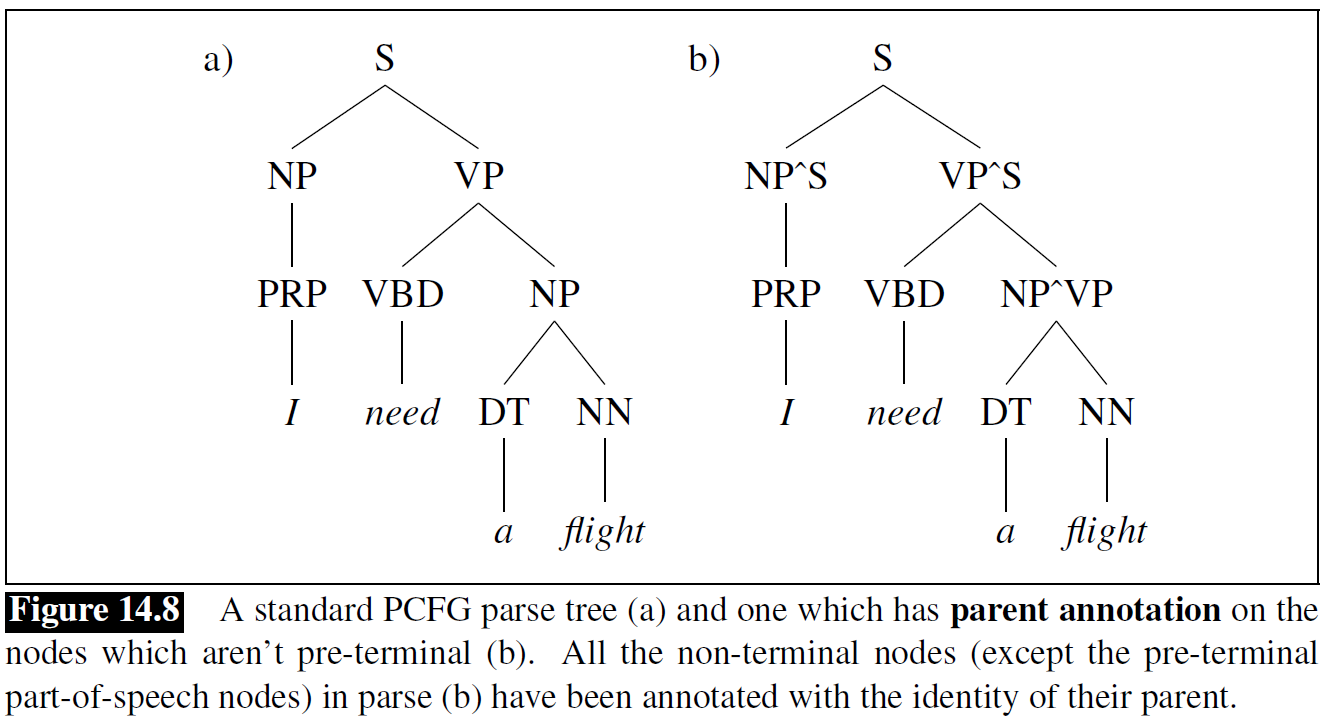 a) S b) S
NP VP NP^S VP^S
PRP VBD NP PRP VBD NP^VP
I need DT NN I need DT NN
a flight a flight
Figure 14.8 A standard PCFG parse tree (a) and one which has parent annotation on the
nodes which aren't pre-terminal (b). All the non-terminal nodes (except the pre-terminal
part-of-speech nodes) in parse (b) have been annotated with the identity of their parent.